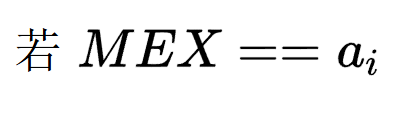 若 $MEX == a_i$